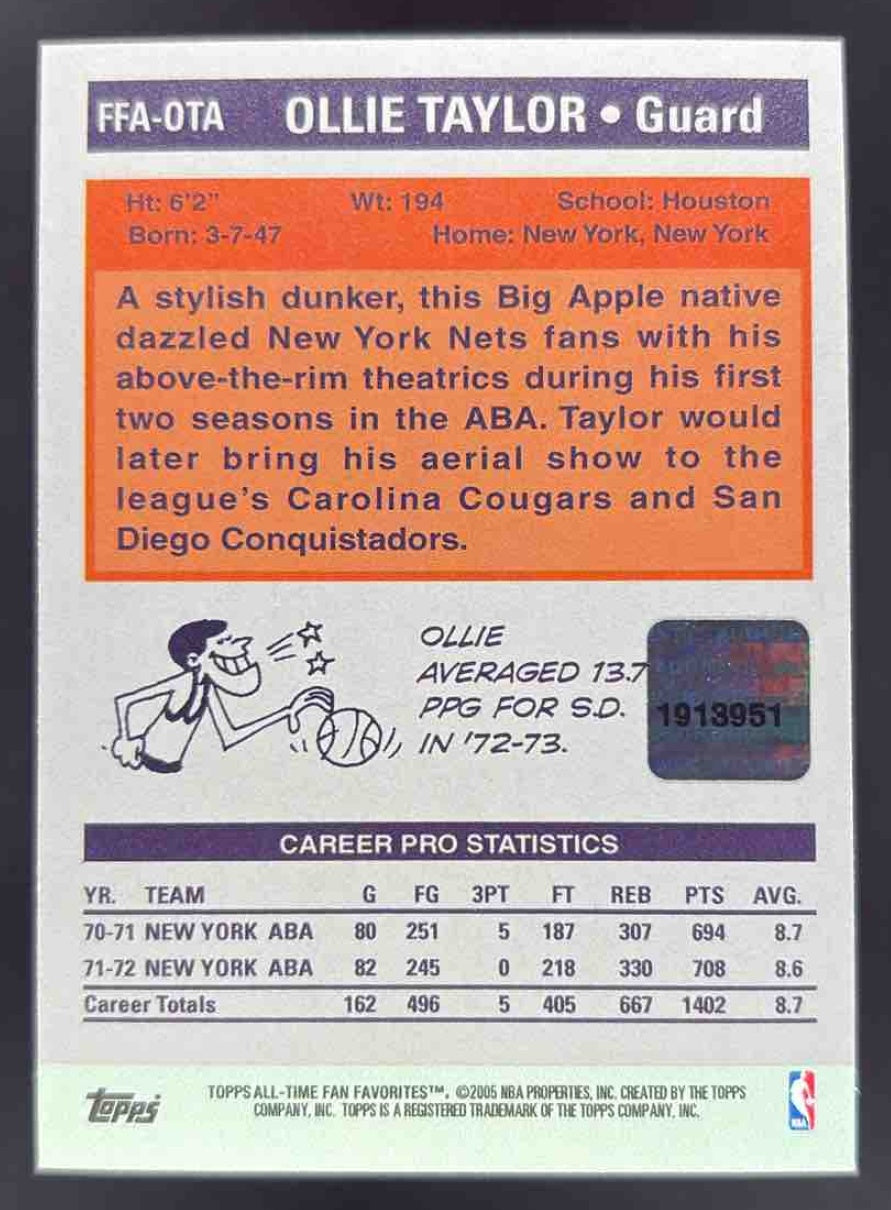 FFA-OTA OLLIE TAYLOR • Guard
Ht: 6'2" Wt: 194 School: Houston
Born: 3-7-47 Home: New York, New York
A stylish dunker, this Big Apple native
dazzled New York Nets fans with his
above-the-rim theatrics during his first
two seasons in the ABA. Taylor would
later bring his aerial show to the
league's Carolina Cougars and San
Diego Conquistadors.
OLLIE
AVERAGED 13.7
PPG FOR S.D.
IN '72-73.
1913951
CAREER PRO STATISTICS
YR. TEAM G FG 3PT FT REB PTS AVG.
70-71 NEW YORK ABA 80 251 5 187 307 694 8.7
71-72 NEW YORK ABA 82 245 0 218 330 708 8.6
Career Totals 162 496 5 405 667 1402 8.7
Topps
TOPPS ALL-TIME FAN FAVORITES™. ©2005 NBA PROPERTIES, INC. CREATED BY THE TOPPS
COMPANY, INC. TOPPS IS A REGISTERED TRADEMARK OF THE TOPPS COMPANY, INC.
NBA